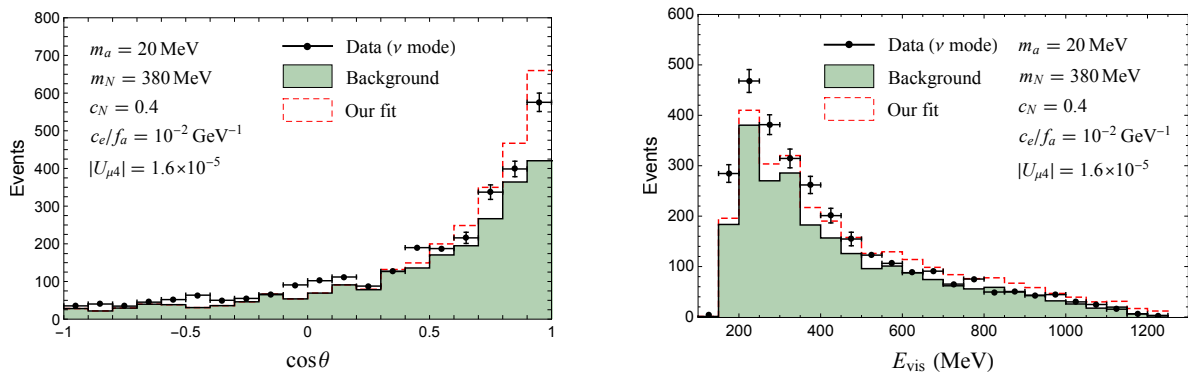 800
700
600
500
400
300
200
100
0
Events
-1
-0.5
0
0.5
1
cosθ
m_a = 20 MeV
m_N = 380 MeV
c_N = 0.4
c_e/f_a = 10⁻² GeV⁻¹
|U_μ4| = 1.6×10⁻⁵
Data (ν mode)
Background
Our fit
600
500
400
300
200
100
0
Events
200
400
600
800
1000
1200
E_vis (MeV)
Data (ν mode)
Background
Our fit
m_a = 20 MeV
m_N = 380 MeV
c_N = 0.4
c_e/f_a = 10⁻² GeV⁻¹
|U_μ4| = 1.6×10⁻⁵